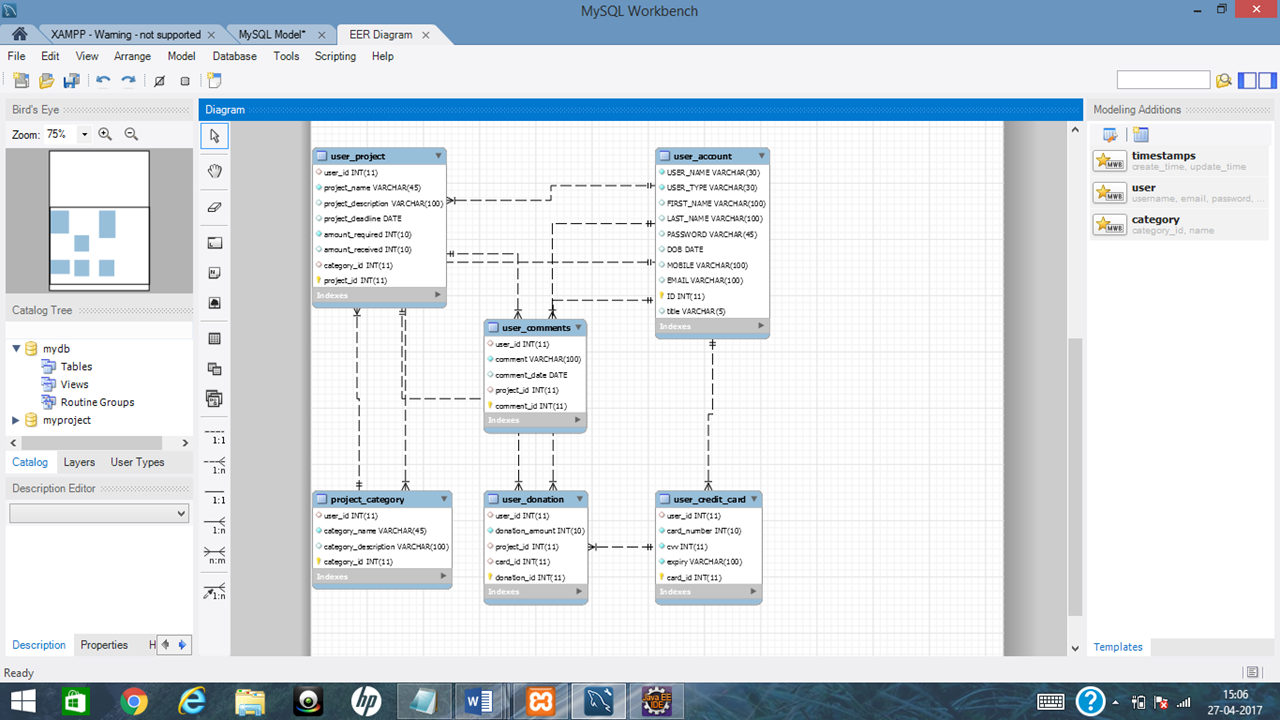 MySQL Workbench
XAMPP - Warning - not supported
MySQL Model*
EER Diagram
File Edit View Arrange Model Database Tools Scripting Help
Bird's Eye
Zoom: 75%
Catalog Tree
mydb
Tables
Views
Routine Groups
myproject
Catalog Layers User Types
Description Editor
Description Properties H
1:1
1:n
1:1
1:n
n:m
1:n
Diagram
user_project
user_id INT(11)
project_name VARCHAR(45)
project_description VARCHAR(100)
project_deadline DATE
amount_required INT(10)
amount_received INT(10)
category_id INT(11)
project_id INT(11)
Indexes
user_account
USER_NAME VARCHAR(30)
USER_TYPE VARCHAR(30)
FIRST_NAME VARCHAR(100)
LAST_NAME VARCHAR(100)
PASSWORD VARCHAR(45)
DOB DATE
MOBILE VARCHAR(100)
EMAIL VARCHAR(100)
ID INT(11)
title VARCHAR(5)
Indexes
user_comments
user_id INT(11)
comment VARCHAR(100)
comment_date DATE
project_id INT(11)
comment_id INT(11)
Indexes
project_category
user_id INT(11)
category_name VARCHAR(45)
category_description VARCHAR(100)
category_id INT(11)
Indexes
user_donation
user_id INT(11)
donation_amount INT(10)
project_id INT(11)
card_id INT(11)
donation_id INT(11)
Indexes
user_credit_card
user_id INT(11)
card_number INT(10)
cvv INT(11)
expiry VARCHAR(100)
card_id INT(11)
Indexes
Modeling Additions
MWB
timestamps
create_time, update_time
MWB
user
username, email, password, ...
MWB
category
category_id, name
Templates
Ready
hp
Java EE
IDE
15:06
27-04-2017